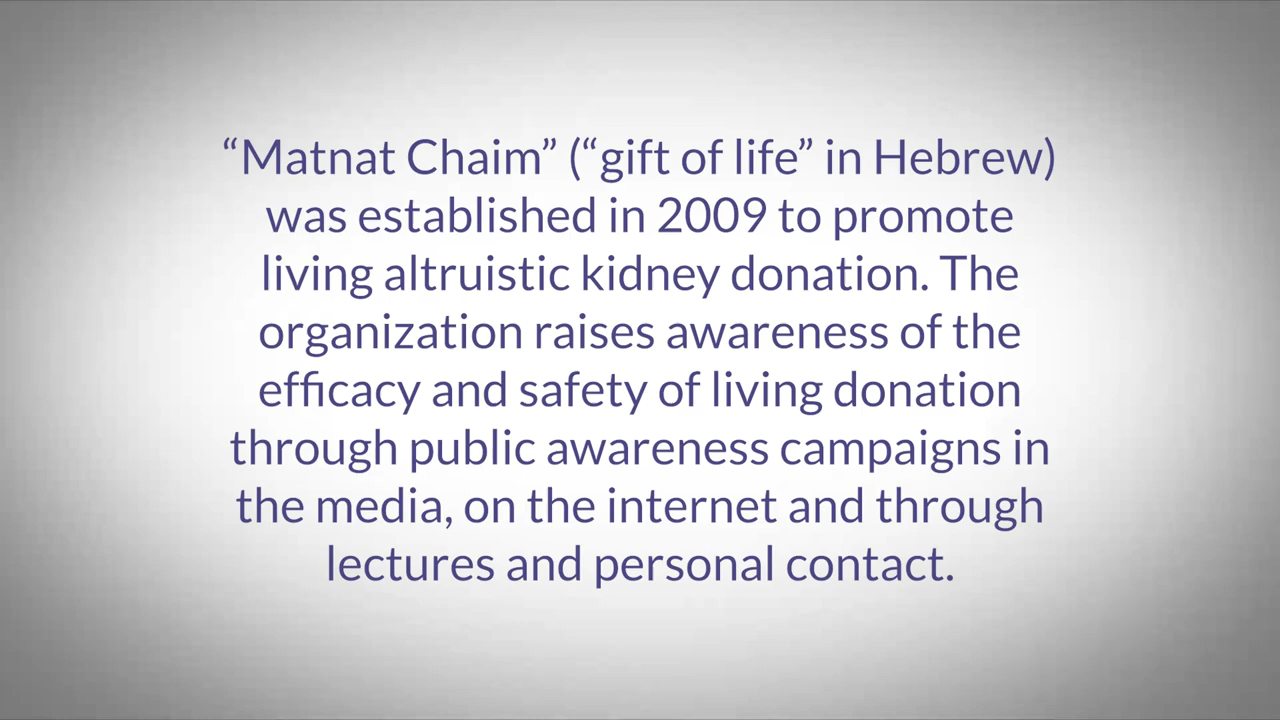 “Matnat Chaim” (“gift of life” in Hebrew)
was established in 2009 to promote
living altruistic kidney donation. The
organization raises awareness of the
efficacy and safety of living donation
through public awareness campaigns in
the media, on the internet and through
lectures and personal contact.